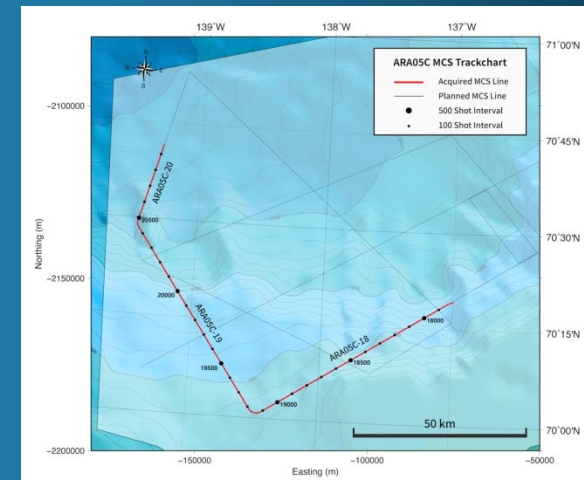 139°W 138°W 137°W
ARA05C MCS Trackchart
Acquired MCS Line
Planned MCS Line
500 Shot Interval
100 Shot Interval
N
W E
S
71°00'N
70°45'N
70°30'N
70°15'N
70°00'N
−2100000
−2150000
−2200000
Northing (m)
ARA05C-20
20500
20000
ARA05C-19
19500
ARA05C-18
18000
18500
19000
50 km
−150000 −100000 −50000
Easting (m)